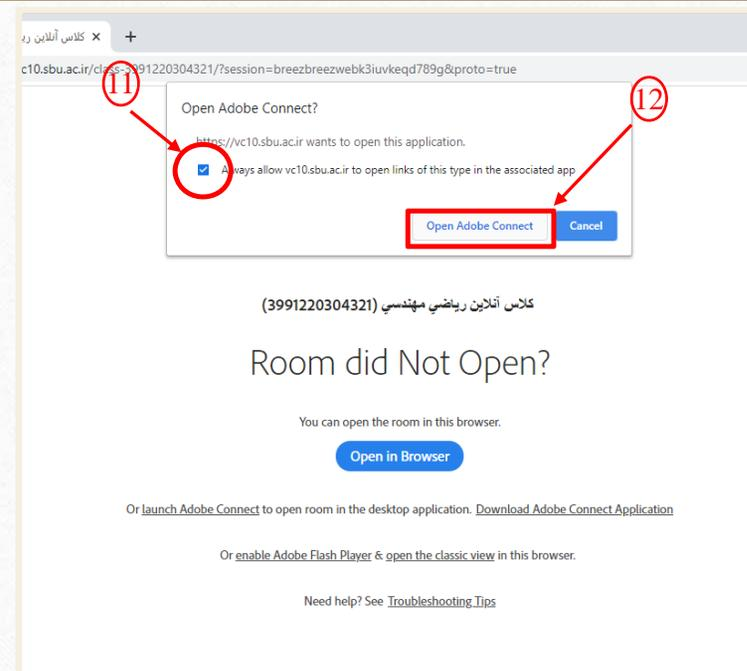 كلاس آنلاين ري
c10.sbu.ac.ir/class-3991220304321/?session=breezbreezwebk3iuvkeqd789g&proto=true
11
12
Open Adobe Connect?
https://vc10.sbu.ac.ir wants to open this application.
Always allow vc10.sbu.ac.ir to open links of this type in the associated app
Open Adobe Connect
Cancel
كلاس آنلاين رياضي مهندسي (3991220304321)
Room did Not Open?
You can open the room in this browser.
Open in Browser
Or launch Adobe Connect to open room in the desktop application. Download Adobe Connect Application
Or enable Adobe Flash Player & open the classic view in this browser.
Need help? See Troubleshooting Tips